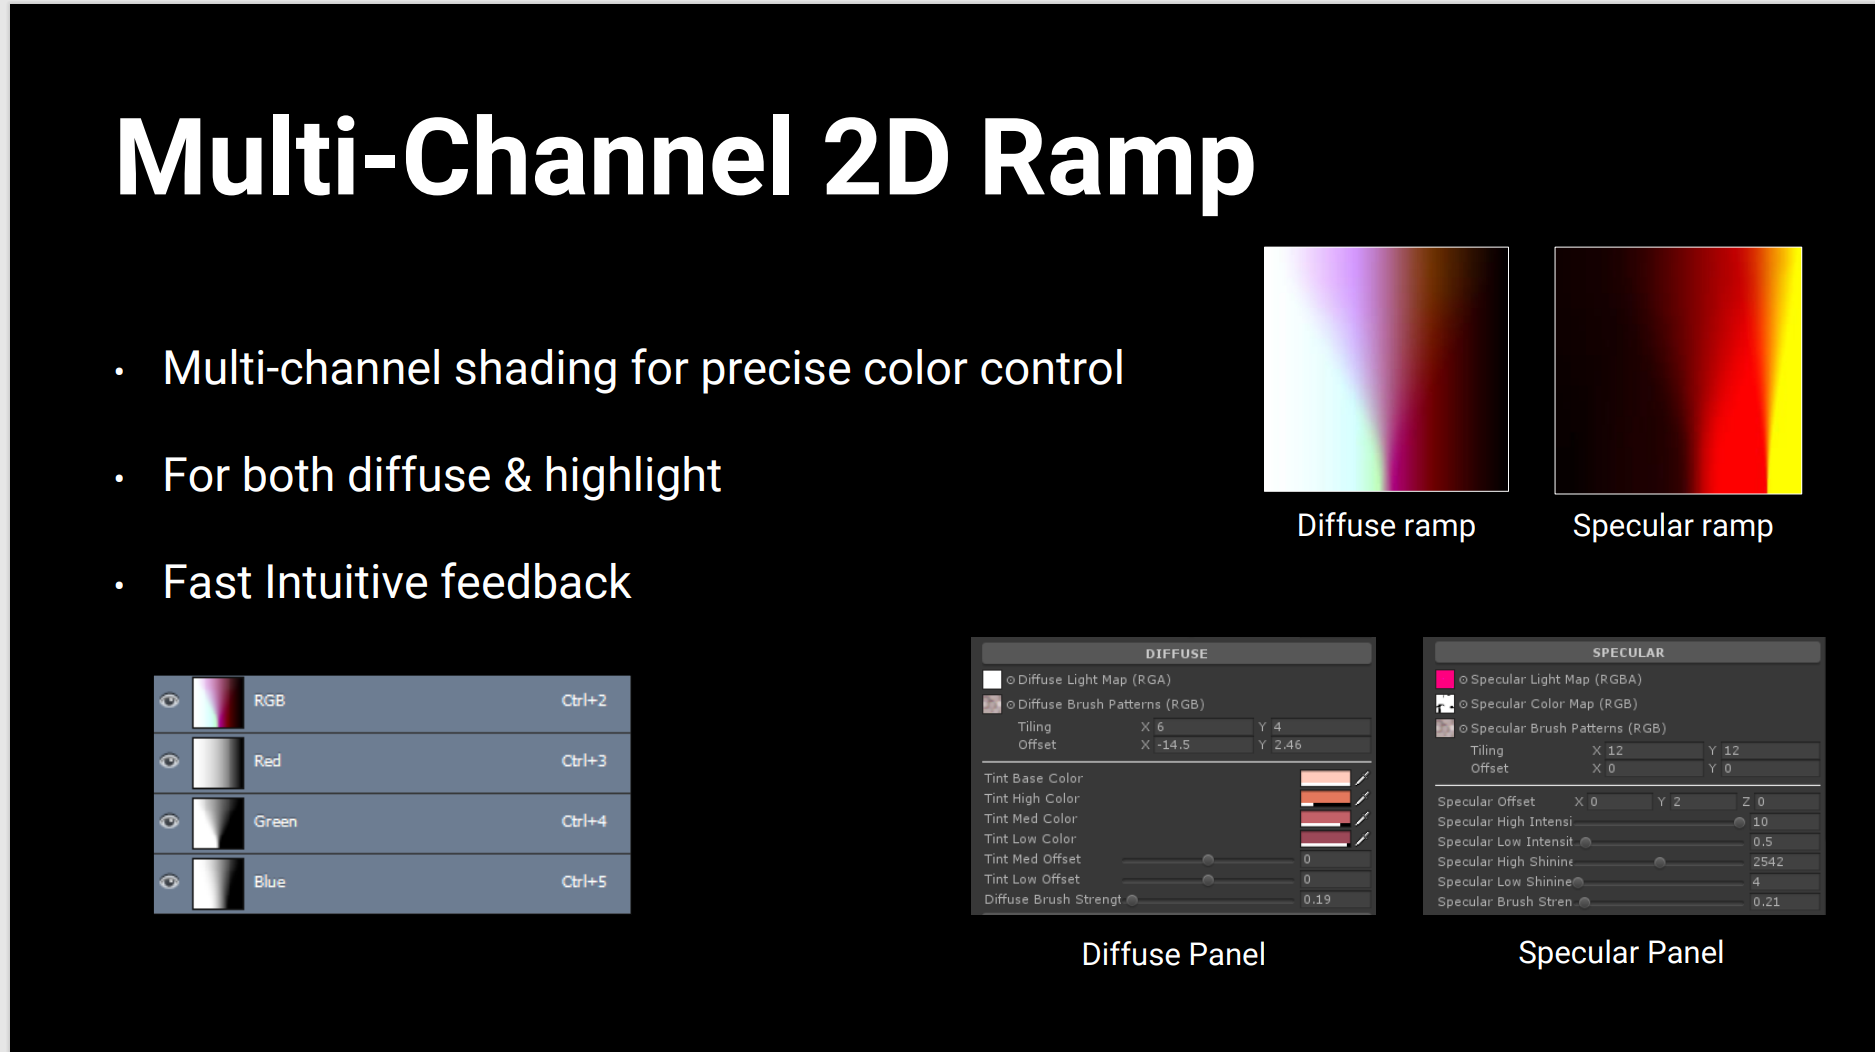 Multi-Channel 2D Ramp
• Multi-channel shading for precise color control
• For both diffuse & highlight
• Fast Intuitive feedback
Diffuse ramp
Specular ramp
RGB Ctrl+2
Red Ctrl+3
Green Ctrl+4
Blue Ctrl+5
DIFFUSE
Diffuse Light Map (RGA)
Diffuse Brush Patterns (RGB)
Tiling X 6 Y 4
Offset X -14.5 Y 2.46
Tint Base Color
Tint High Color
Tint Med Color
Tint Low Color
Tint Med Offset 0
Tint Low Offset 0
Diffuse Brush Strengt 0.19
Diffuse Panel
SPECULAR
Specular Light Map (RGBA)
Specular Color Map (RGB)
Specular Brush Patterns (RGB)
Tiling X 12 Y 12
Offset X 0 Y 0
Specular Offset X 0 Y 2 Z 0
Specular High Intensi 10
Specular Low Intensit 0.5
Specular High Shinine 2542
Specular Low Shinine 4
Specular Brush Stren 0.21
Specular Panel